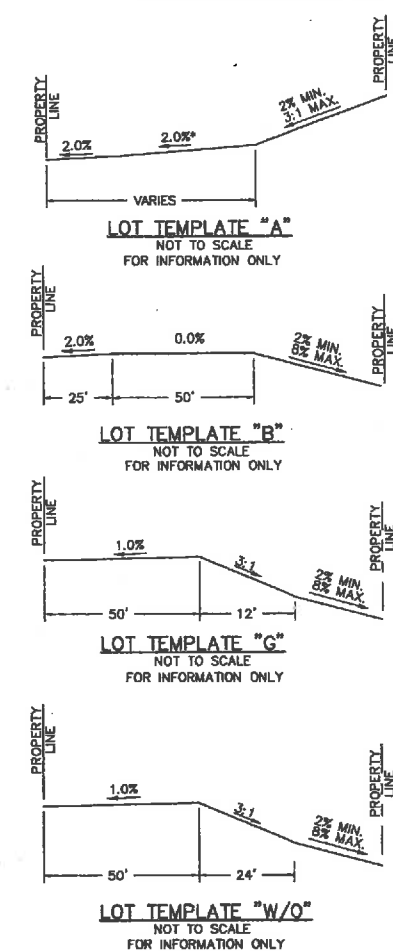 PROPERTY
LINE
2.0%
2.0%*
2% MIN.
3:1 MAX.
PROPERTY
LINE
VARIES
LOT TEMPLATE "A"
NOT TO SCALE
FOR INFORMATION ONLY
PROPERTY
LINE
2.0%
0.0%
2% MIN.
8% MAX.
PROPERTY
LINE
25'
50'
LOT TEMPLATE "B"
NOT TO SCALE
FOR INFORMATION ONLY
PROPERTY
LINE
1.0%
3:1
2% MIN.
8% MAX.
PROPERTY
LINE
50'
12'
LOT TEMPLATE "G"
NOT TO SCALE
FOR INFORMATION ONLY
PROPERTY
LINE
1.0%
3:1
2% MIN.
8% MAX.
PROPERTY
LINE
50'
24'
LOT TEMPLATE "W/O"
NOT TO SCALE
FOR INFORMATION ONLY